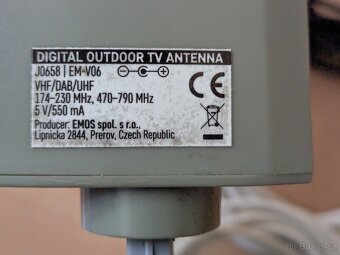 DIGITAL OUTDOOR TV ANTENNA
J0658 | EM-V06
VHF/DAB/UHF
174-230 MHz, 470-790 MHz
5 V/550 mA
Producer: EMOS spol. s r.o.,
Lipnicka 2844, Prerov, Czech Republic
CE